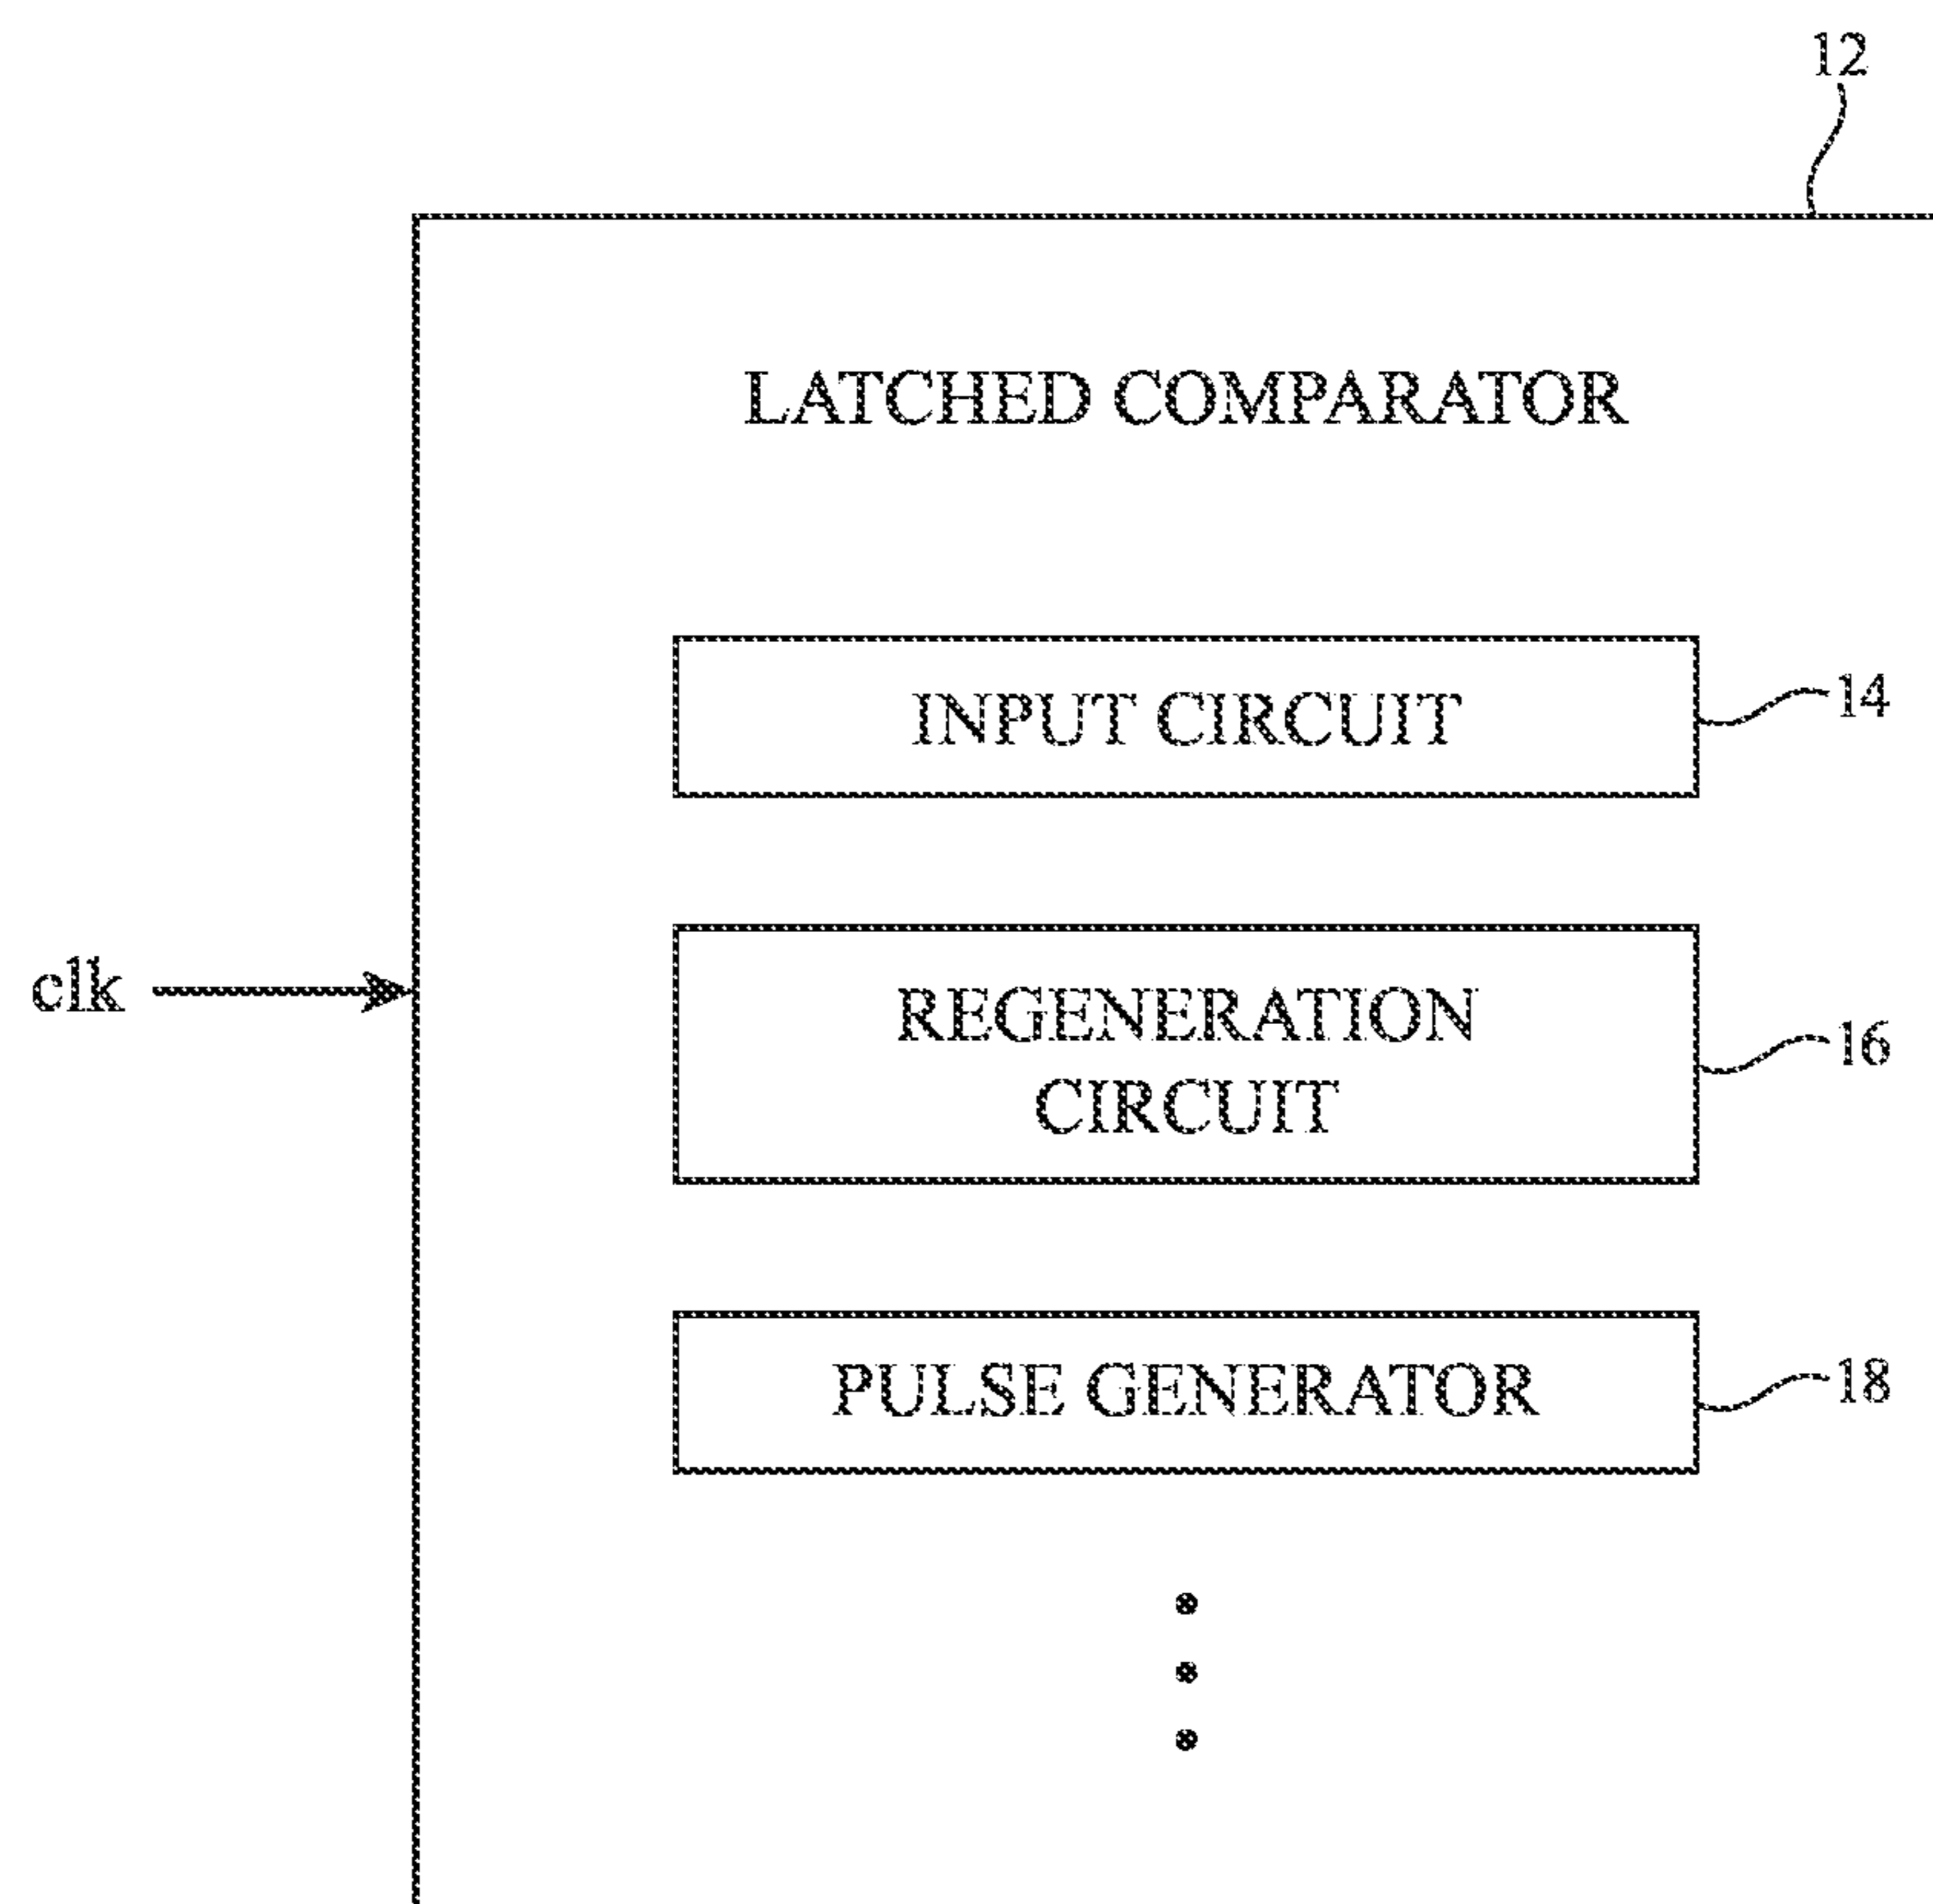 12
LATCHED COMPARATOR
INPUT CIRCUIT
14
clk
REGENERATION
CIRCUIT
16
PULSE GENERATOR
18